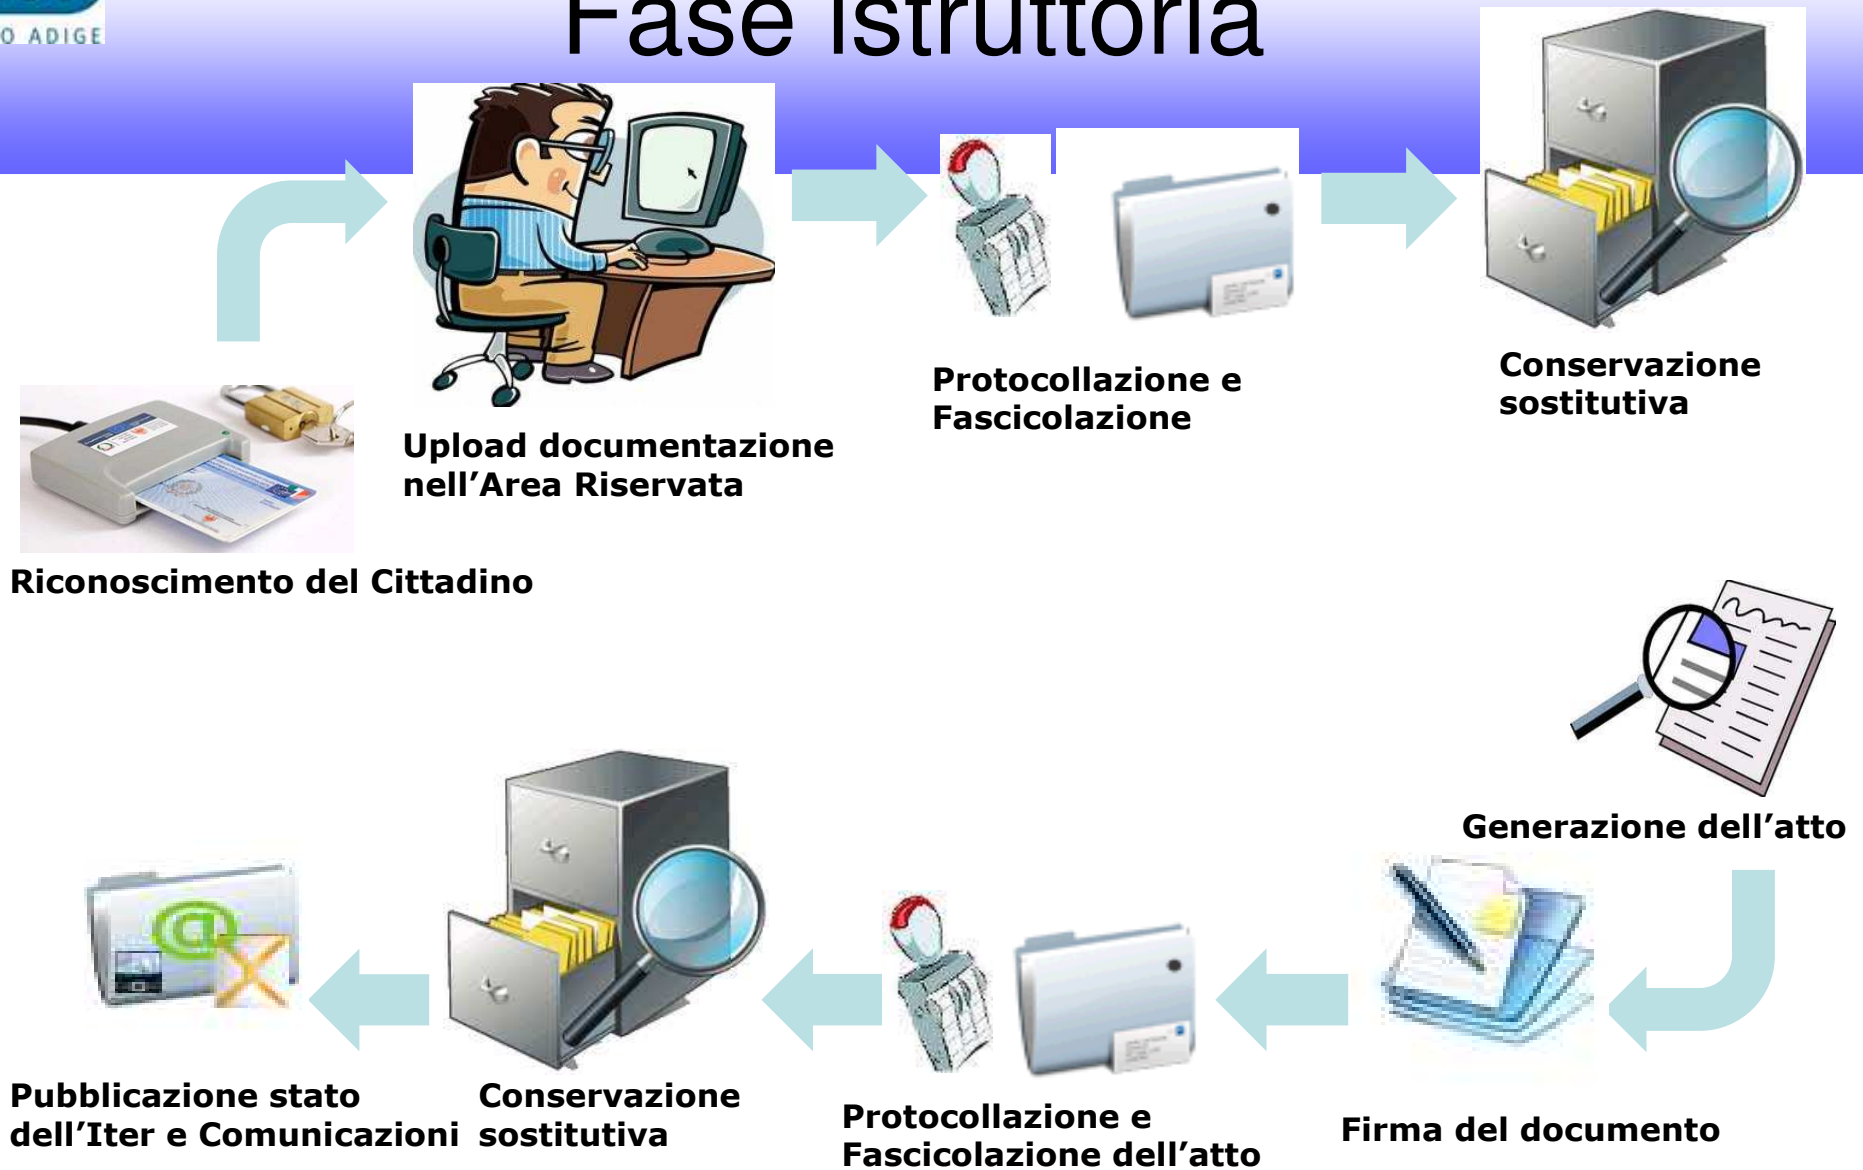 Fase istruttoria
O ADIGE
Protocollazione e
Fascicolazione
Conservazione
sostitutiva
Upload documentazione
nell’Area Riservata
Riconoscimento del Cittadino
Generazione dell’atto
Pubblicazione stato
dell’Iter e Comunicazioni
Conservazione
sostitutiva
Protocollazione e
Fascicolazione dell’atto
Firma del documento